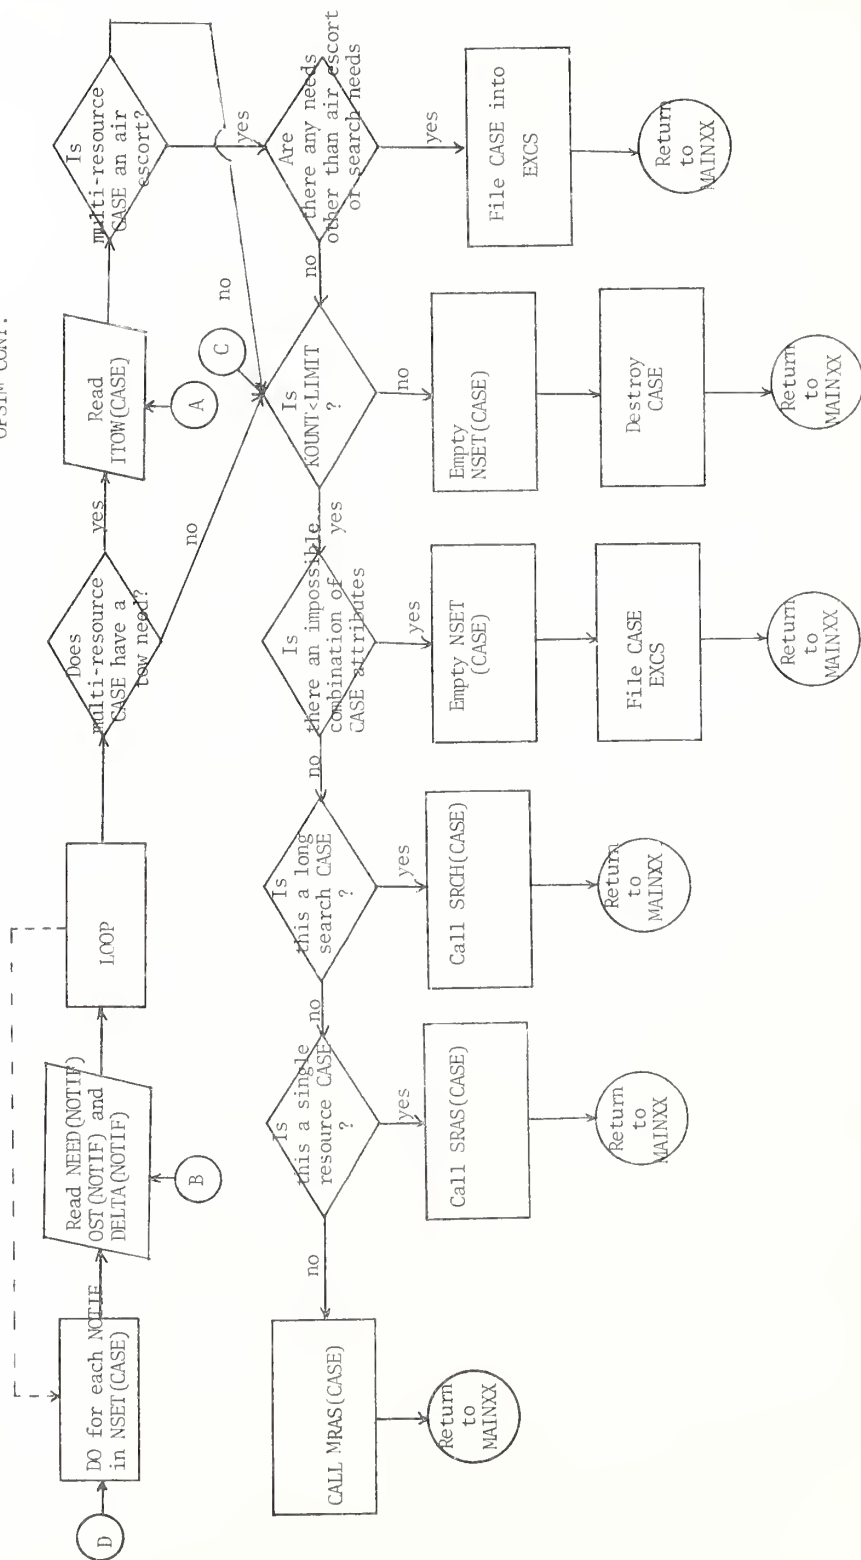 OPSIM CONT.
D
DO for each NOTIF
in NSET(CASE)
Read NEED(NOTIF)
OST(NOTIF) and
DELTA(NOTIF)
B
LOOP
Does
multi-resource
CASE have a
tow need?
yes
no
Read
ITOW(CASE)
A
Is
multi-resource
CASE an air
escort?
yes
no
C
Are
there any needs
other than air escort
or search needs
yes
no
File CASE into
EXCS
Return
to
MAINXX
Is
KOUNT<LIMIT
?
no
yes
Empty
NSET(CASE)
Destroy
CASE
Return
to
MAINXX
Is
there an impossible
combination of
CASE attributes
yes
no
Empty NSET
(CASE)
File CASE
EXCS
Return
to
MAINXX
Is
this a long
search CASE
?
yes
no
Call SRCH(CASE)
Return
to
MAINXX
Is
this a single
resource CASE
?
yes
no
Call SRAS(CASE)
Return
to
MAINXX
CALL MRAS(CASE)
Return
to
MAINXX